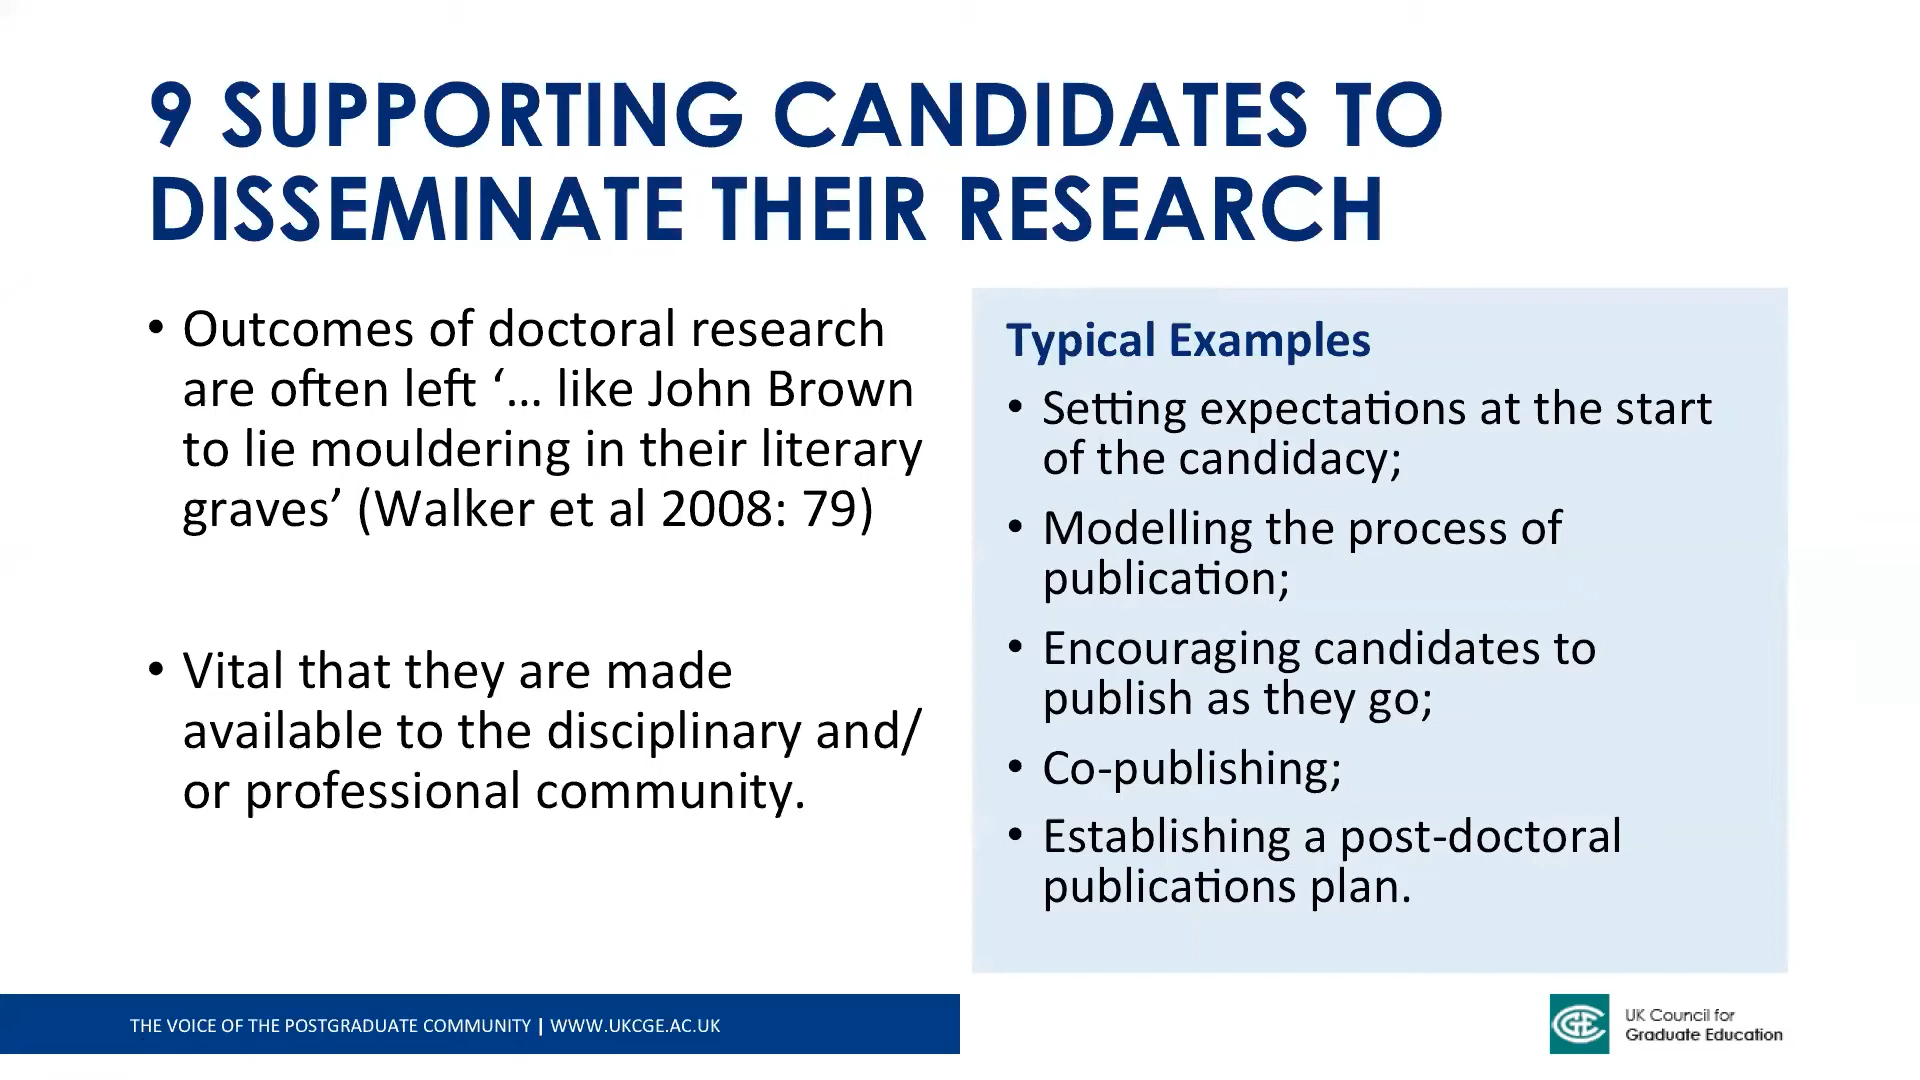 9 SUPPORTING CANDIDATES TO
DISSEMINATE THEIR RESEARCH
• Outcomes of doctoral research
are often left ‘… like John Brown
to lie mouldering in their literary
graves’ (Walker et al 2008: 79)
• Vital that they are made
available to the disciplinary and/
or professional community.
Typical Examples
• Setting expectations at the start
of the candidacy;
• Modelling the process of
publication;
• Encouraging candidates to
publish as they go;
• Co-publishing;
• Establishing a post-doctoral
publications plan.
THE VOICE OF THE POSTGRADUATE COMMUNITY | WWW.UKCGE.AC.UK
CGE
UK Council for
Graduate Education